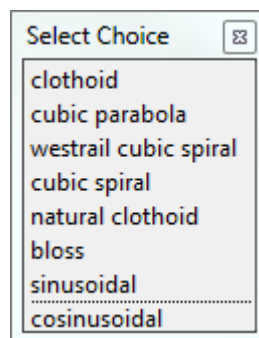 Select Choice
clothoid
cubic parabola
westrail cubic spiral
cubic spiral
natural clothoid
bloss
sinusoidal
cosinusoidal